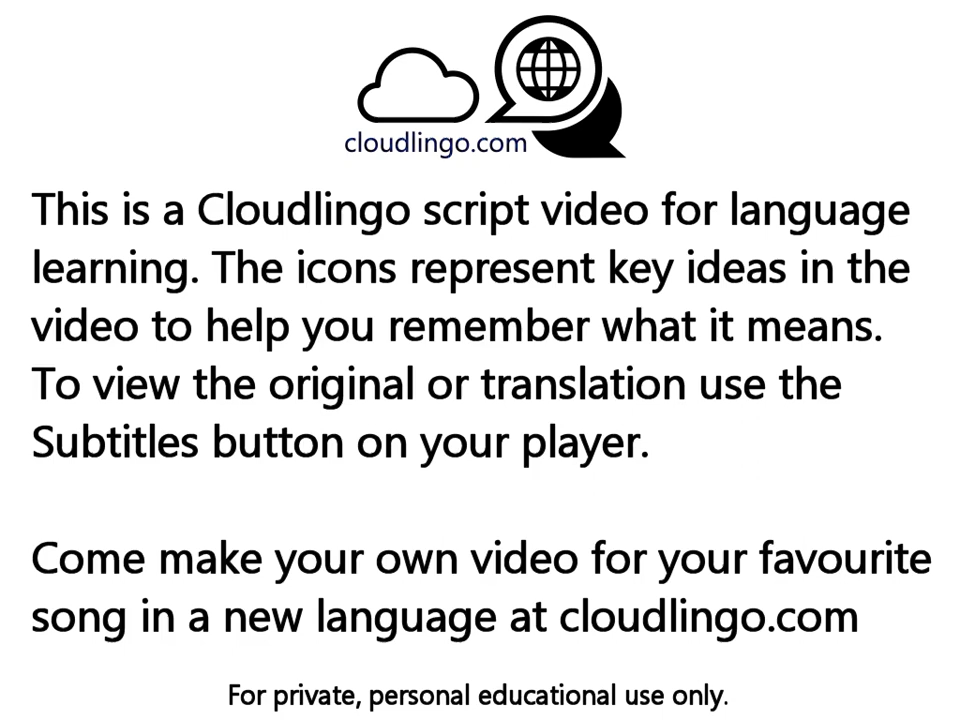 cloudlingo.com
This is a Cloudlingo script video for language
learning. The icons represent key ideas in the
video to help you remember what it means.
To view the original or translation use the
Subtitles button on your player.
Come make your own video for your favourite
song in a new language at cloudlingo.com
For private, personal educational use only.